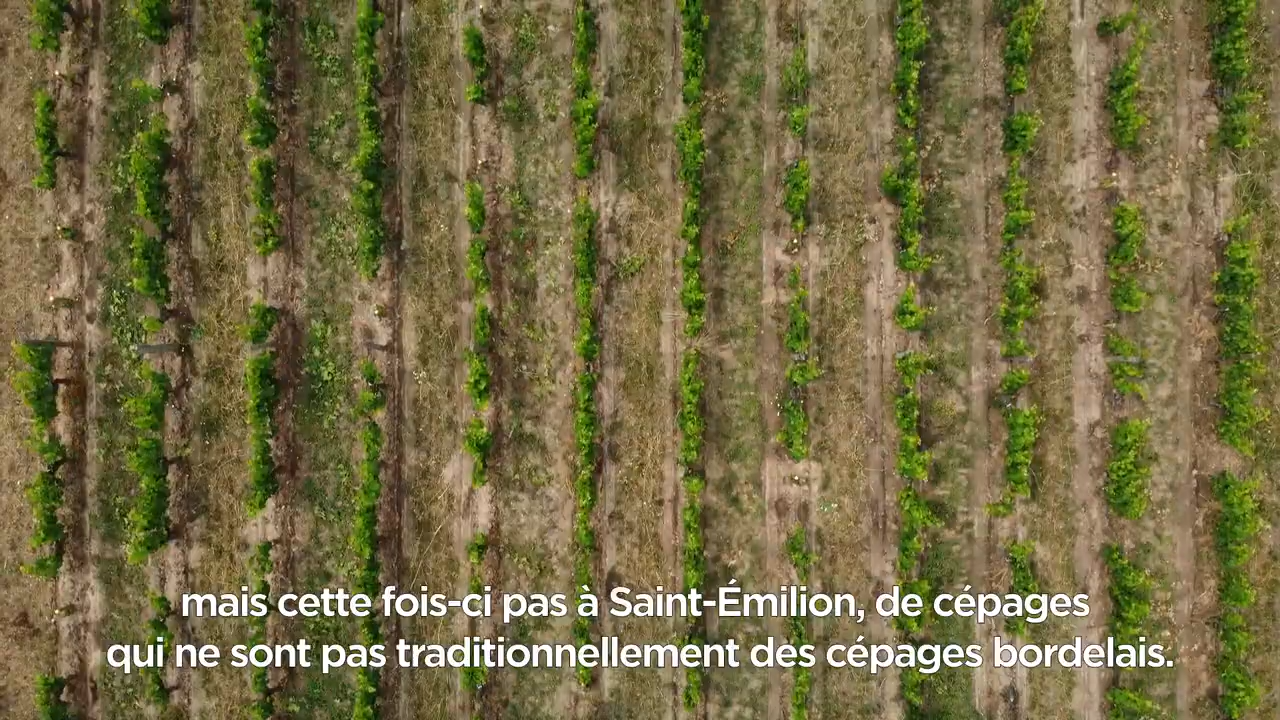 mais cette fois-ci pas à Saint-Émilion, de cépages
qui ne sont pas traditionnellement des cépages bordelais.